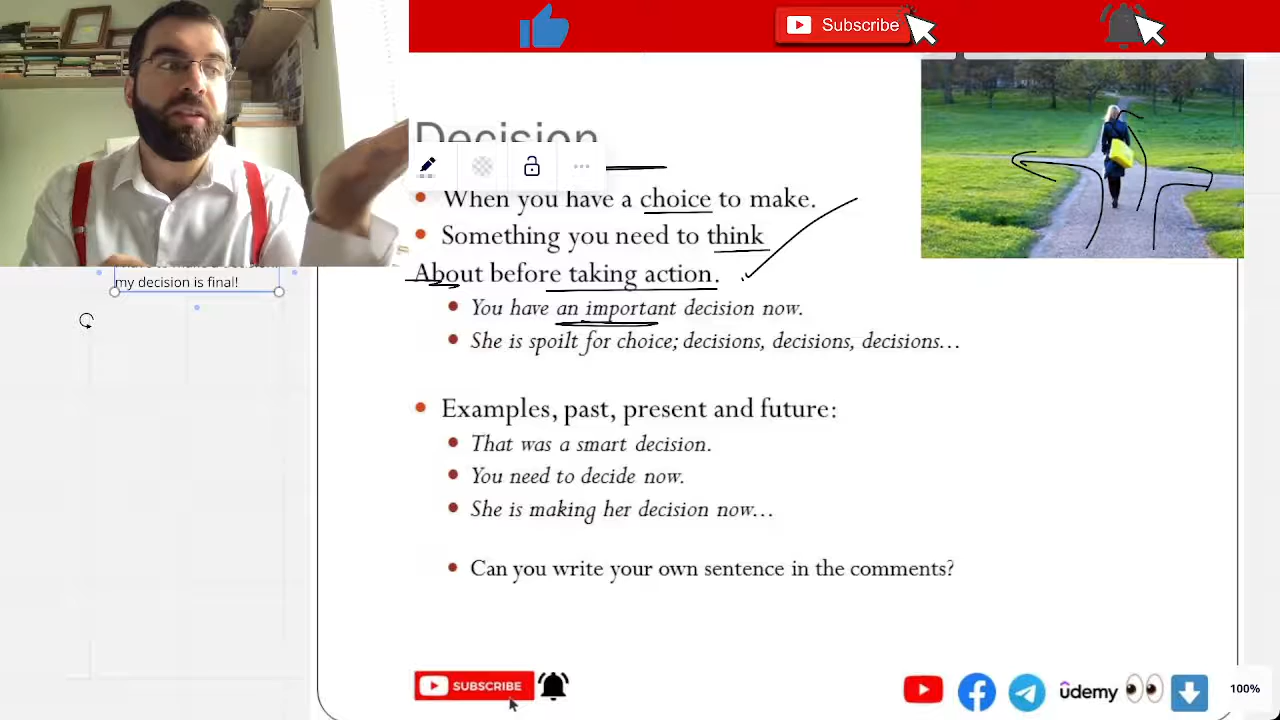 Subscribe
Decision
When you have a choice to make.
Something you need to think
About before taking action.
You have an important decision now.
She is spoilt for choice; decisions, decisions, decisions…
my decision is final!
Examples, past, present and future:
That was a smart decision.
You need to decide now.
She is making her decision now…
Can you write your own sentence in the comments?
SUBSCRIBE
ûdemy
100%